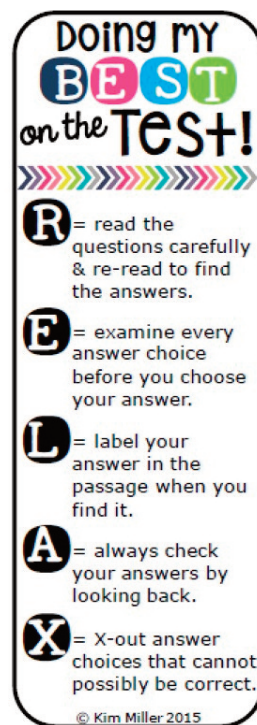 Doing my
BEST
on the Test!
R = read the
questions carefully
& re-read to find
the answers.
E = examine every
answer choice
before you choose
your answer.
L = label your
answer in the
passage when you
find it.
A = always check
your answers by
looking back.
X = X-out answer
choices that cannot
possibly be correct.
© Kim Miller 2015